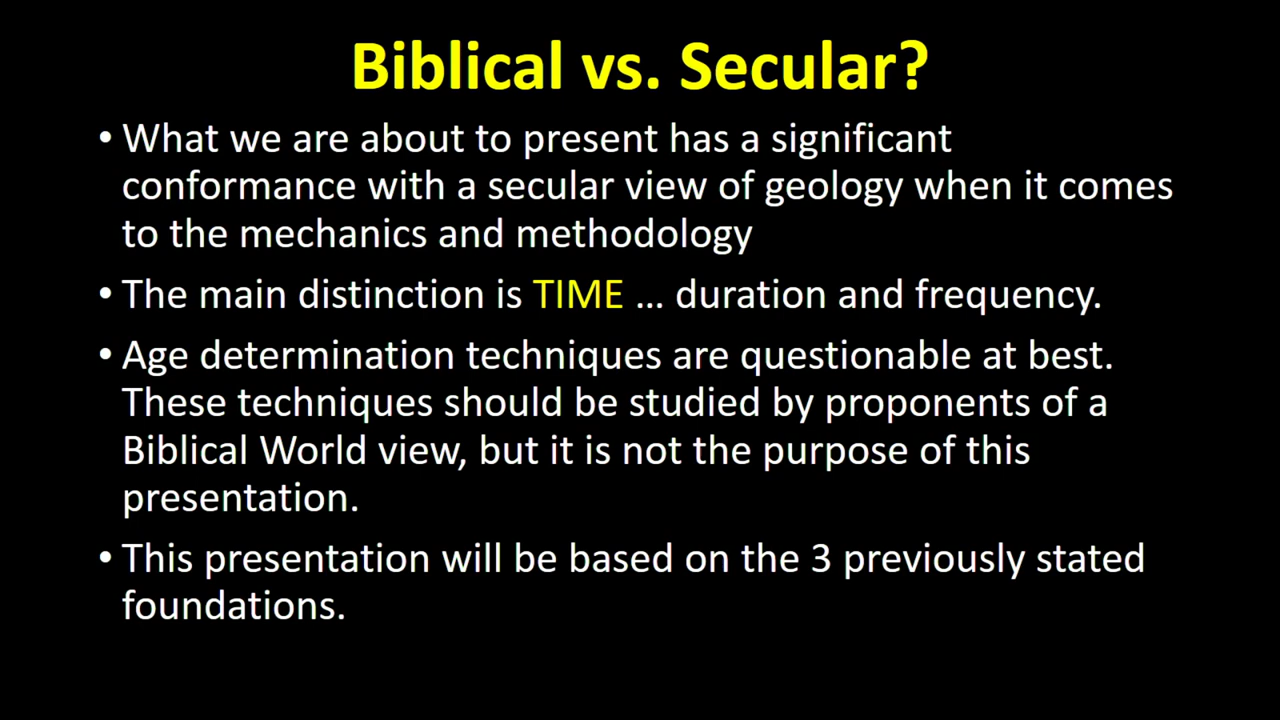 Biblical vs. Secular?
• What we are about to present has a significant
conformance with a secular view of geology when it comes
to the mechanics and methodology
• The main distinction is TIME … duration and frequency.
• Age determination techniques are questionable at best.
These techniques should be studied by proponents of a
Biblical World view, but it is not the purpose of this
presentation.
• This presentation will be based on the 3 previously stated
foundations.